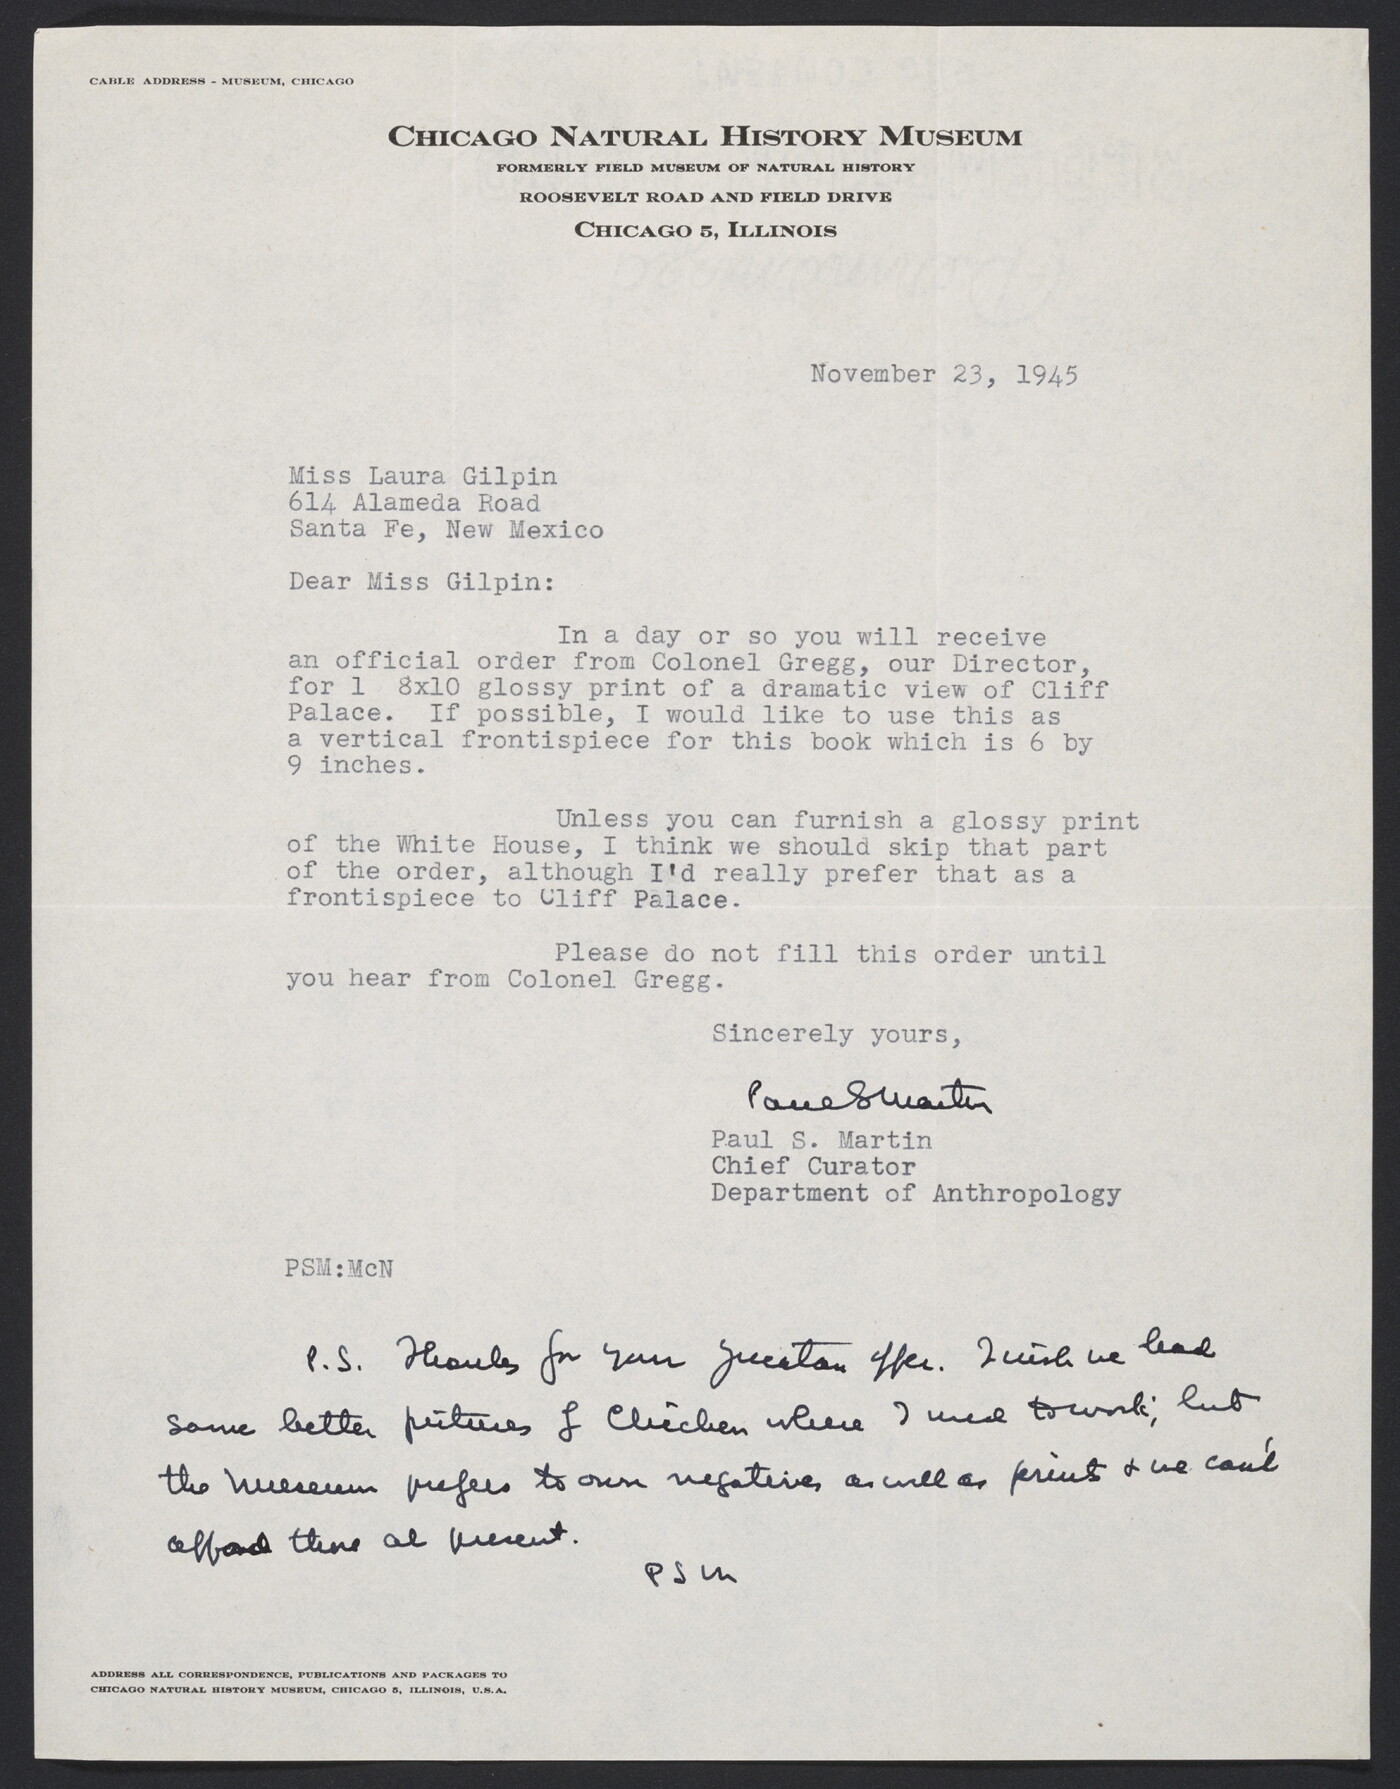 CABLE ADDRESS - MUSEUM, CHICAGO
CHICAGO NATURAL HISTORY MUSEUM
FORMERLY FIELD MUSEUM OF NATURAL HISTORY
ROOSEVELT ROAD AND FIELD DRIVE
CHICAGO 5, ILLINOIS
November 23, 1945
Miss Laura Gilpin
614 Alameda Road
Santa Fe, New Mexico
Dear Miss Gilpin:
In a day or so you will receive
an official order from Colonel Gregg, our Director,
for 1 8x10 glossy print of a dramatic view of Cliff
Palace. If possible, I would like to use this as
a vertical frontispiece for this book which is 6 by
9 inches.
Unless you can furnish a glossy print
of the White House, I think we should skip that part
of the order, although I'd really prefer that as a
frontispiece to Cliff Palace.
Please do not fill this order until
you hear from Colonel Gregg.
Sincerely yours,
Paul S Martin
Paul S. Martin
Chief Curator
Department of Anthropology
PSM:McN
P.S. Thanks for your Yucatan offer. I wish we had
some better pictures of Chichen where I used to work; but
the Museum prefers to own negatives as well as prints & we can't
afford them at present.
PSM
ADDRESS ALL CORRESPONDENCE, PUBLICATIONS AND PACKAGES TO
CHICAGO NATURAL HISTORY MUSEUM, CHICAGO 5, ILLINOIS, U.S.A.